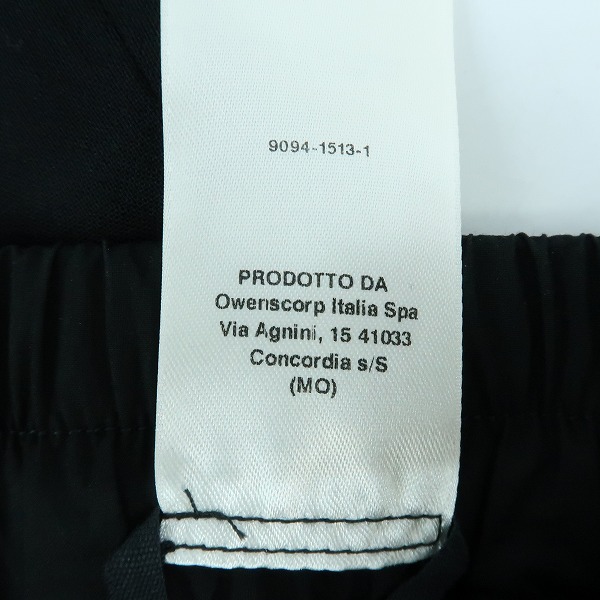 9094-1513-1
PRODOTTO DA
Owenscorp Italia Spa
Via Agnini, 15 41033
Concordia s/S
(MO)